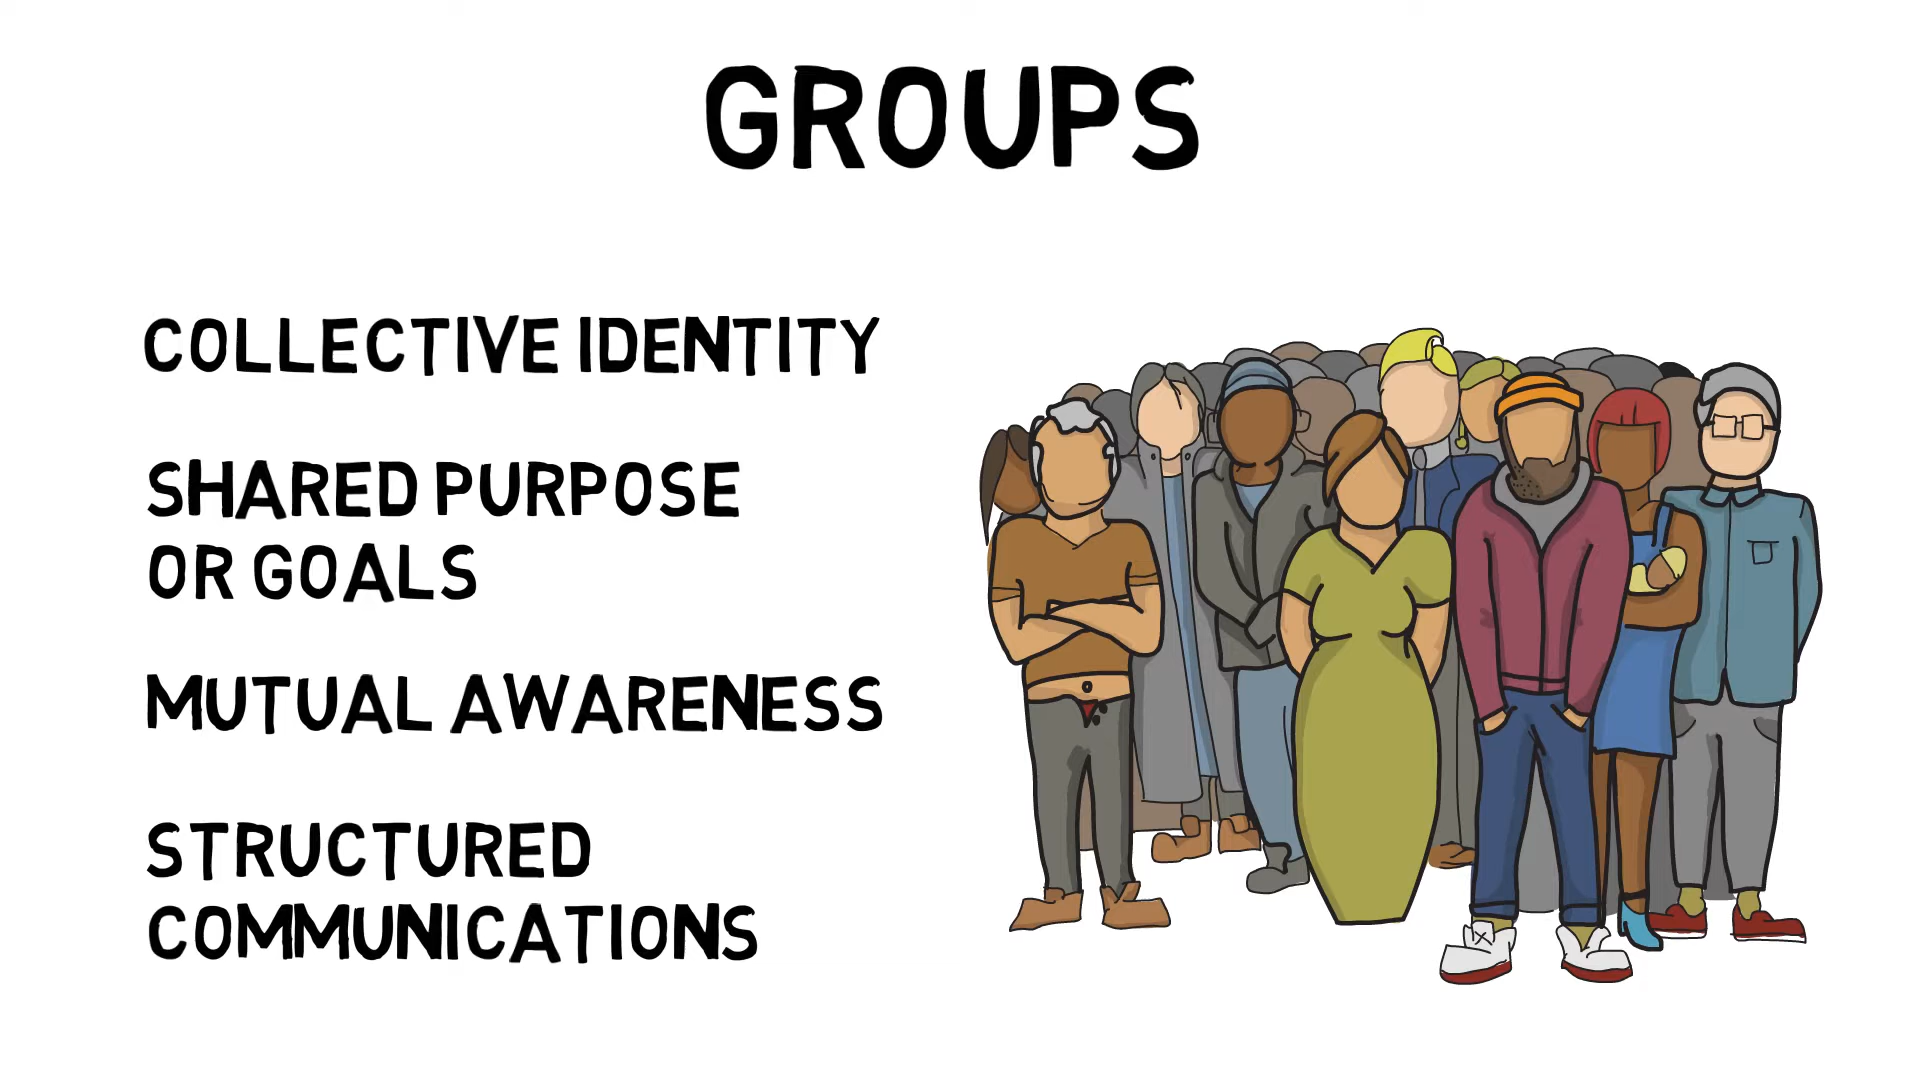 GROUPS
COLLECTIVE IDENTITY
SHARED PURPOSE
OR GOALS
MUTUAL AWARENESS
STRUCTURED
COMMUNICATIONS